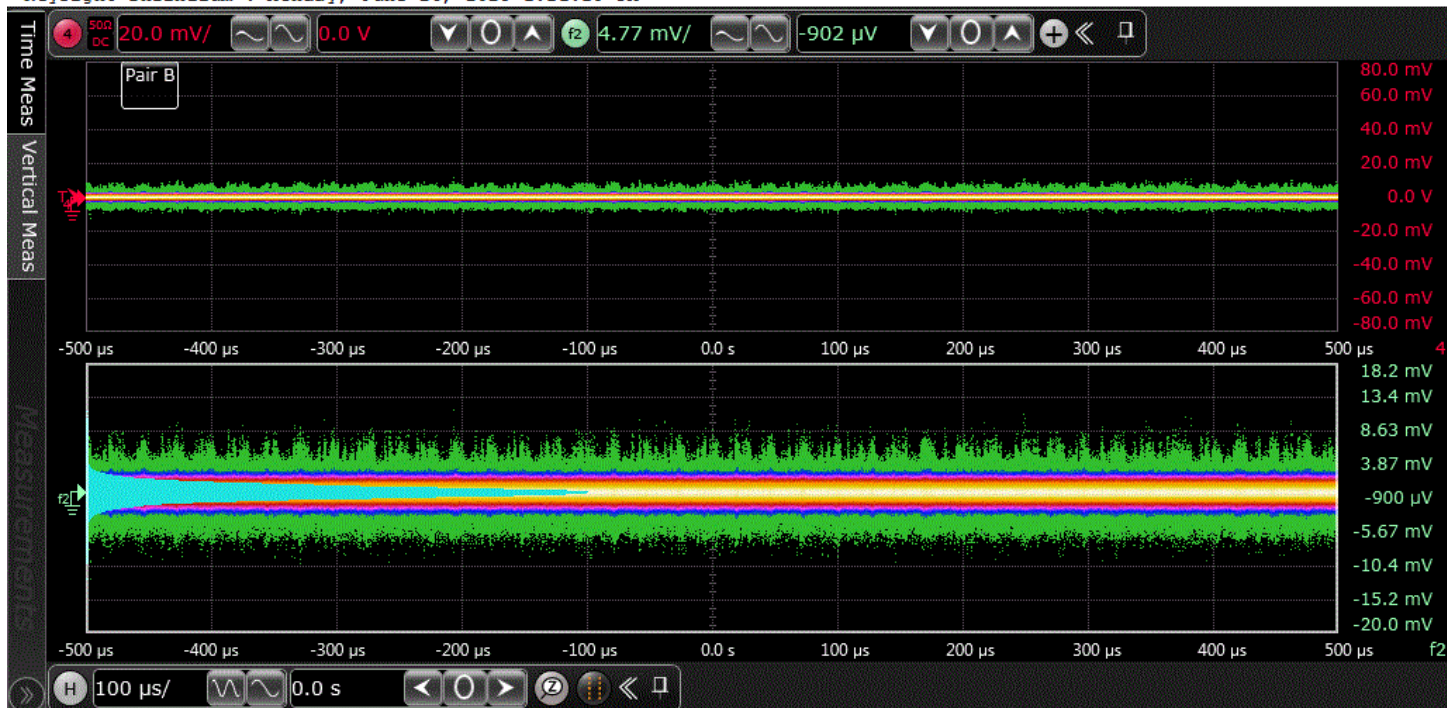 4 50Ω DC 20.0 mV/ 0.0 V f2 4.77 mV/ -902 µV
Time Meas
Vertical Meas
Measurements
Pair B
80.0 mV
60.0 mV
40.0 mV
20.0 mV
0.0 V
-20.0 mV
-40.0 mV
-60.0 mV
-80.0 mV
-500 µs -400 µs -300 µs -200 µs -100 µs 0.0 s 100 µs 200 µs 300 µs 400 µs 500 µs 4
18.2 mV
13.4 mV
8.63 mV
3.87 mV
f2 -900 µV
-5.67 mV
-10.4 mV
-15.2 mV
-20.0 mV
-500 µs -400 µs -300 µs -200 µs -100 µs 0.0 s 100 µs 200 µs 300 µs 400 µs 500 µs f2
H 100 µs/ 0.0 s Z